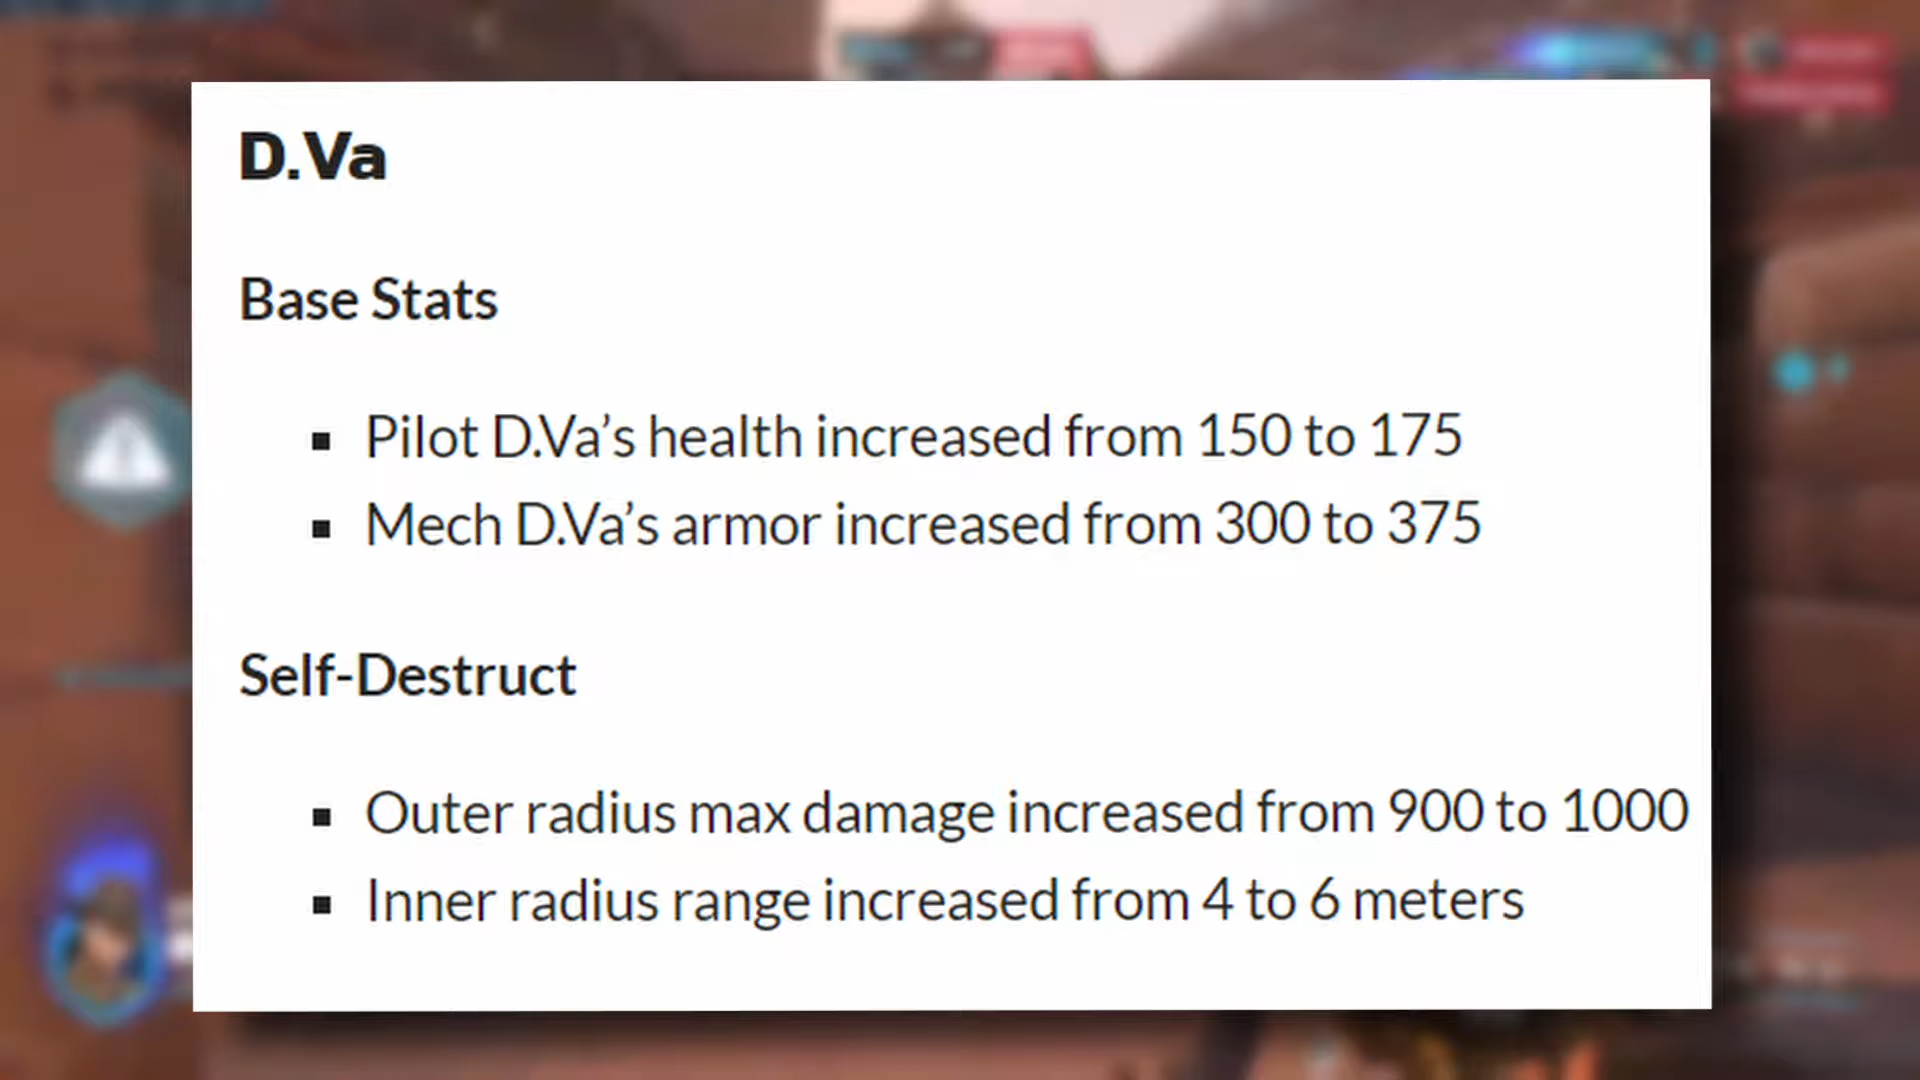 D.Va
Base Stats
Pilot D.Va’s health increased from 150 to 175
Mech D.Va’s armor increased from 300 to 375
Self-Destruct
Outer radius max damage increased from 900 to 1000
Inner radius range increased from 4 to 6 meters